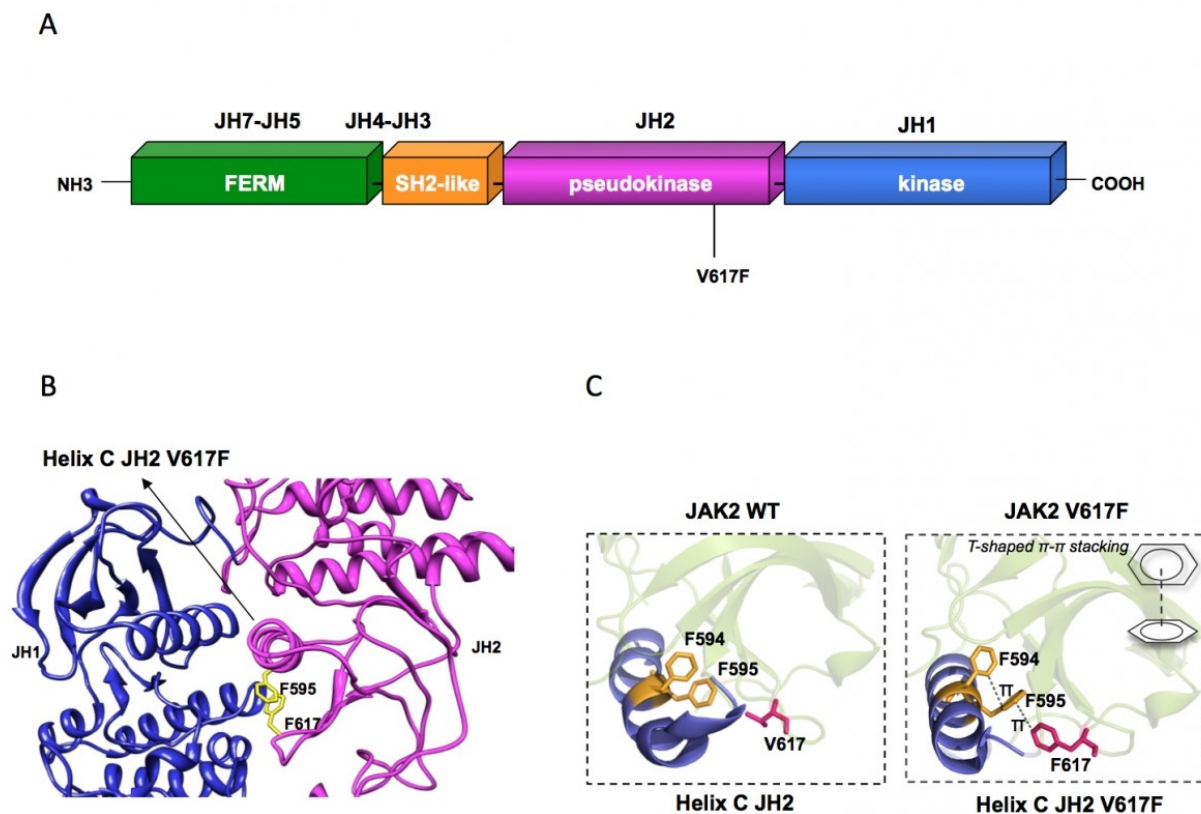 A
JH7-JH5 JH4-JH3 JH2 JH1
NH3 FERM SH2-like pseudokinase kinase COOH
V617F
B
Helix C JH2 V617F
JH1
JH2
F595
F617
C
JAK2 WT
F594
F595
V617
Helix C JH2
JAK2 V617F
T-shaped π-π stacking
F594
π
F595
π
F617
Helix C JH2 V617F